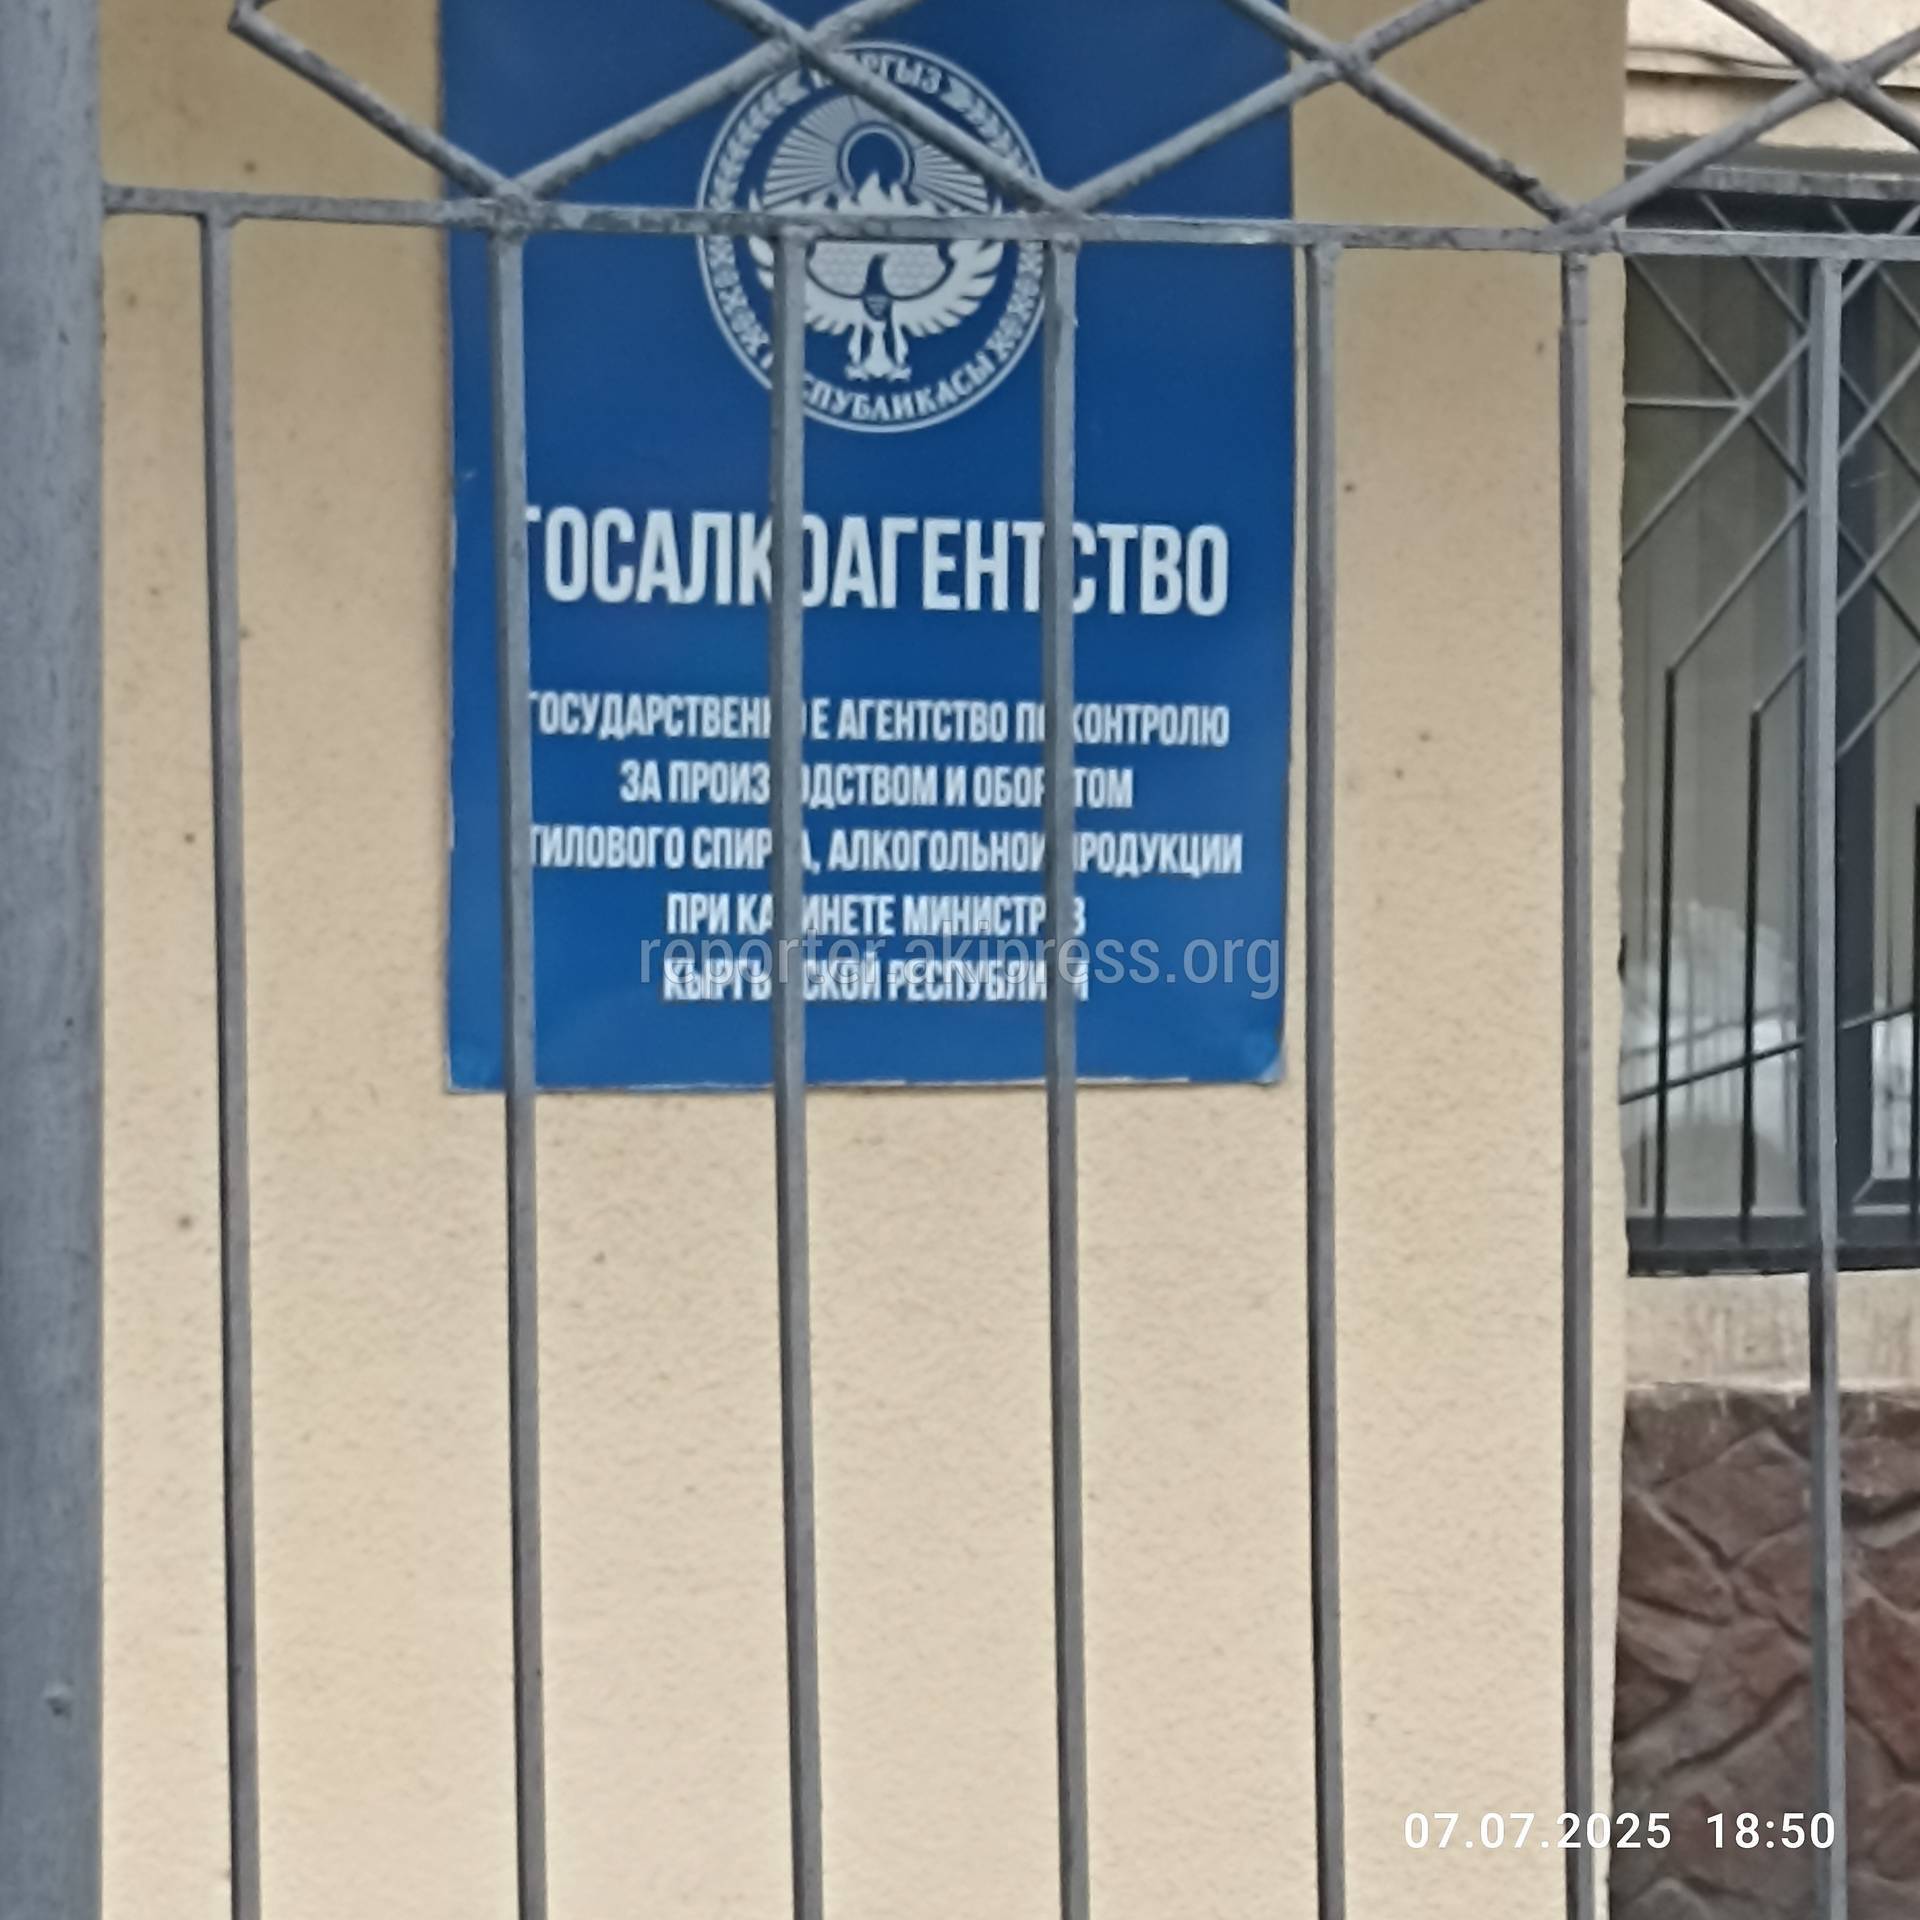 КЫРГЫЗ
РЕСПУБЛИКАСЫ
ГОСАЛКОАГЕНТСТВО
ГОСУДАРСТВЕННОЕ АГЕНТСТВО ПО КОНТРОЛЮ
ЗА ПРОИЗВОДСТВОМ И ОБОРОТОМ
ЭТИЛОВОГО СПИРТА, АЛКОГОЛЬНОЙ ПРОДУКЦИИ
ПРИ КАБИНЕТЕ МИНИСТРОВ
reporter.akipress.org
КЫРГЫЗСКОЙ РЕСПУБЛИКИ
07.07.2025 18:50